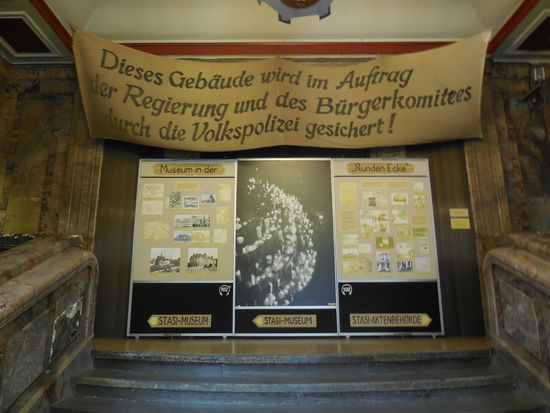 Dieses Gebäude wird im Auftrag
der Regierung und des Bürgerkomitees
durch die Volkspolizei gesichert!
Museum in der
„Runden Ecke“
STASI-MUSEUM
STASI-MUSEUM
STASI-AKTENBEHÖRDE